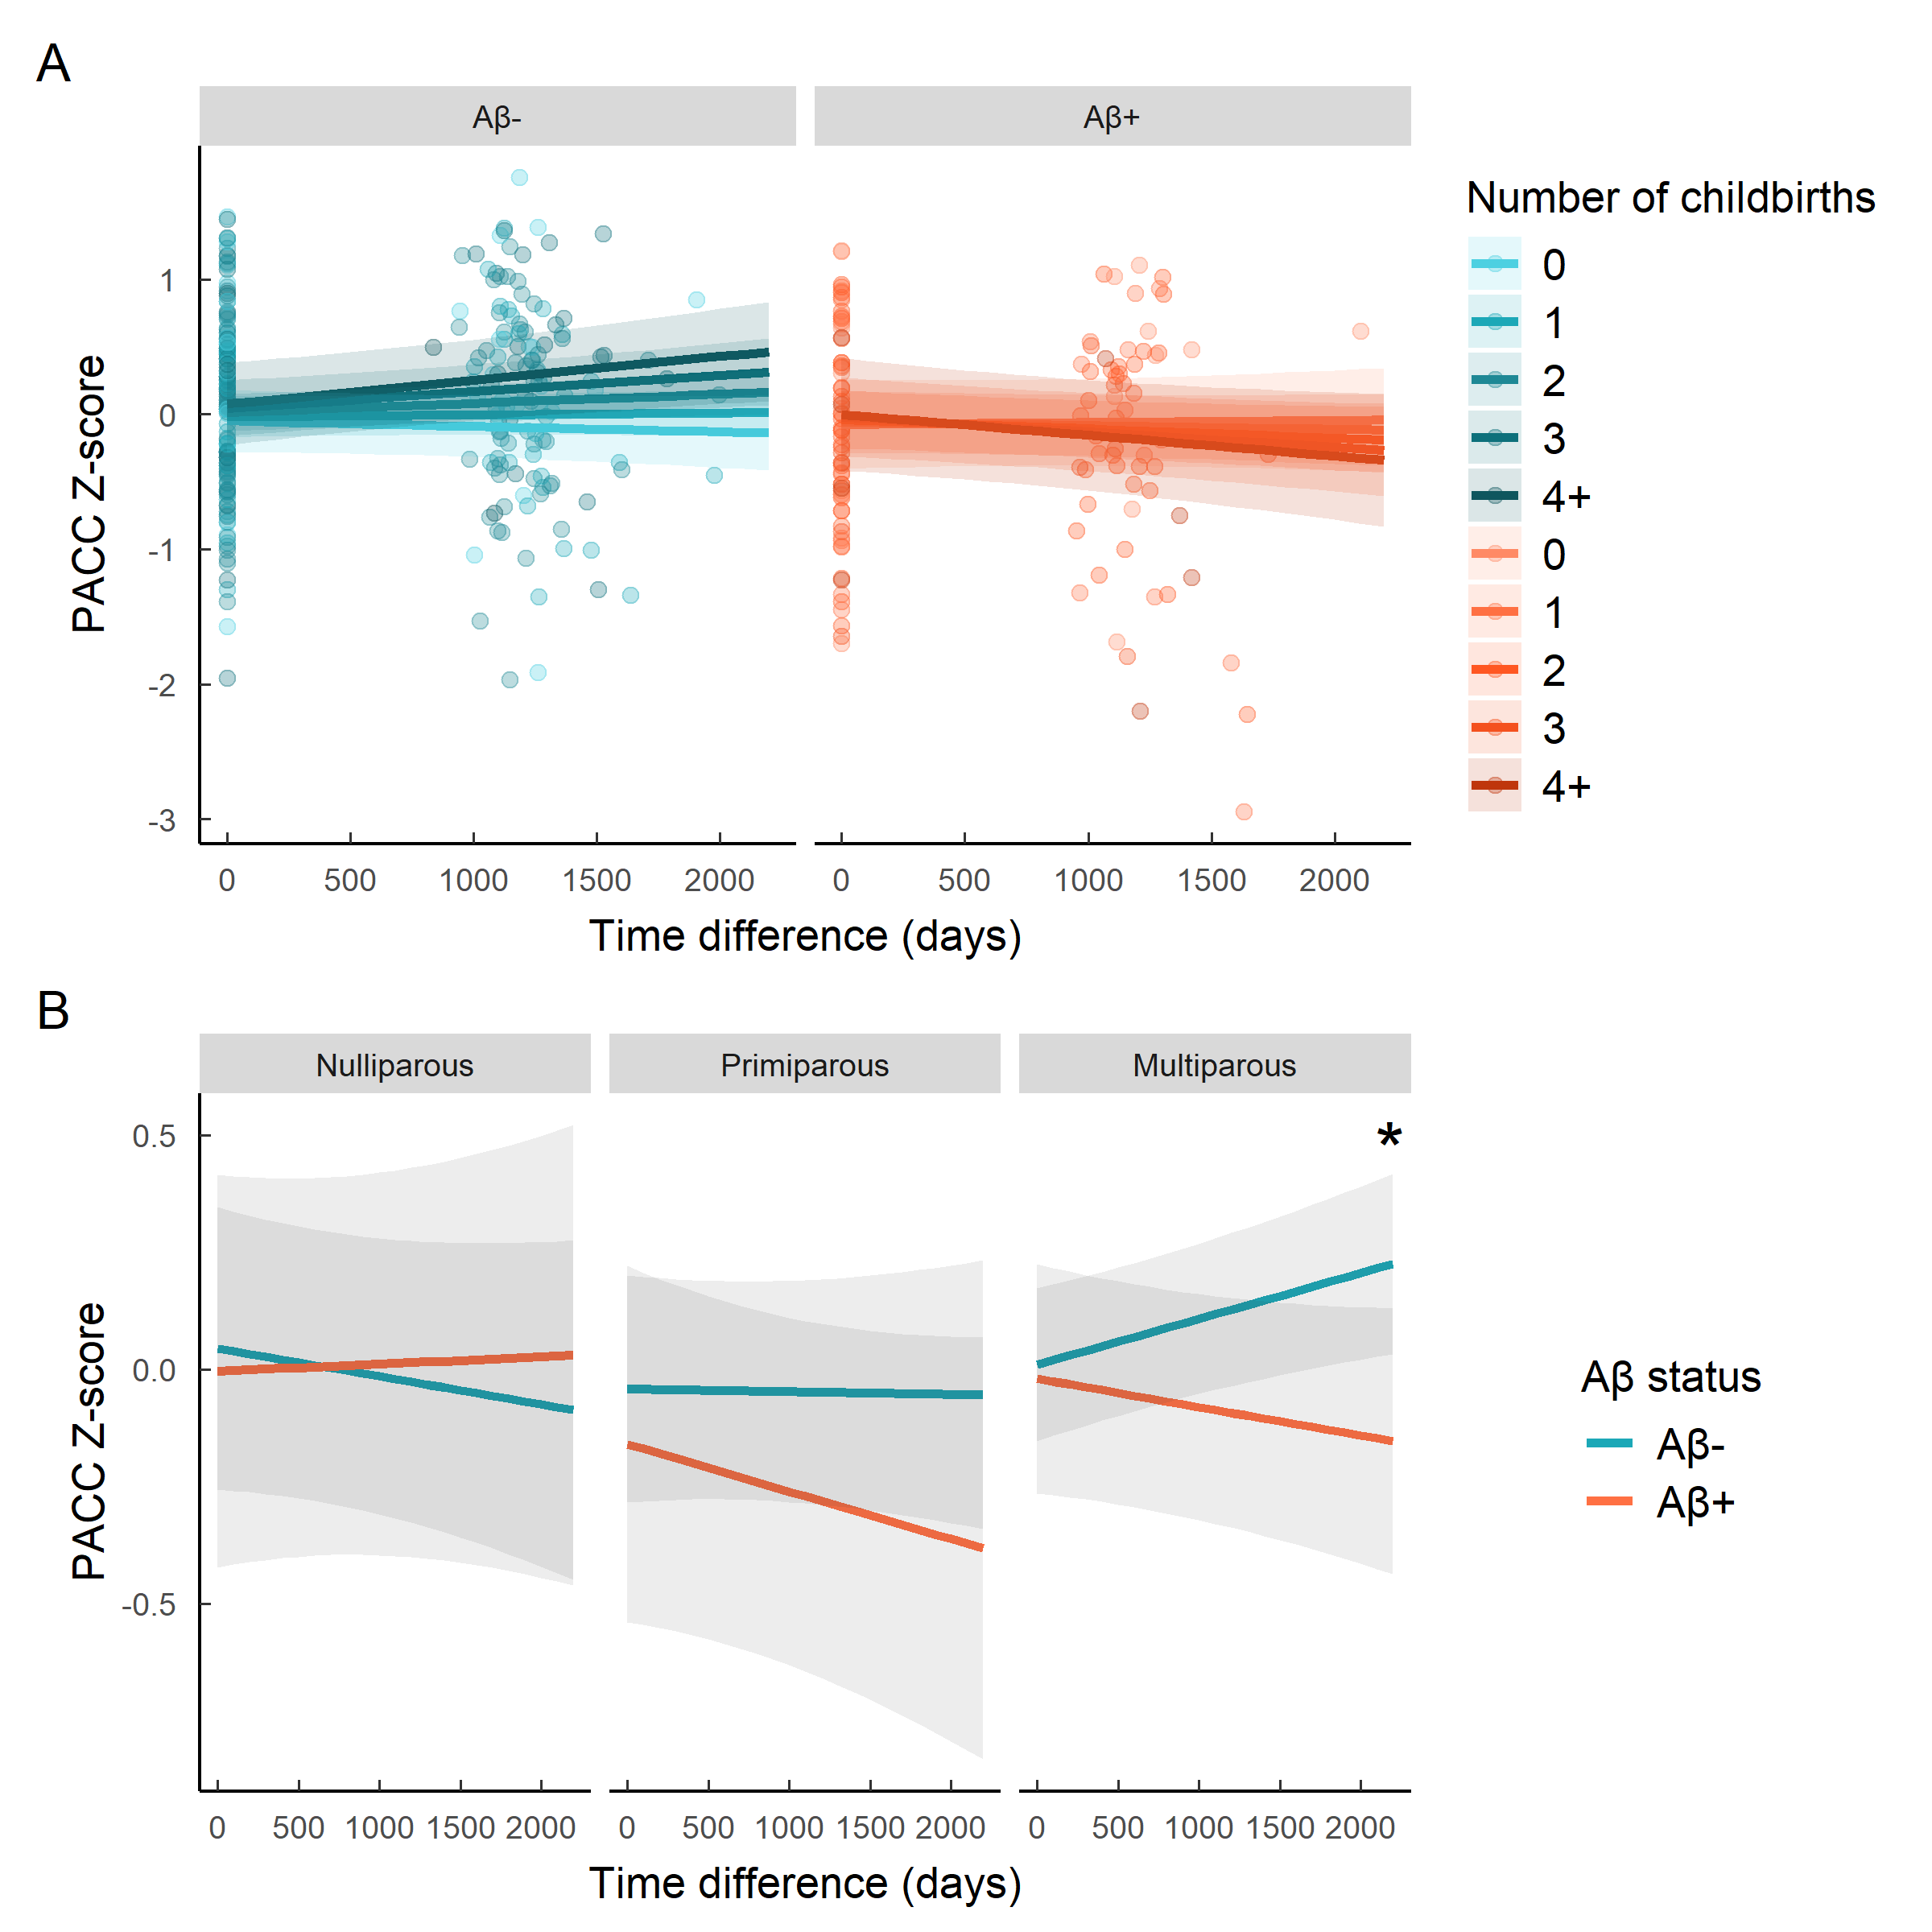 A
Aβ-
Aβ+
PACC Z-score
1
0
-1
-2
-3
0 500 1000 1500 2000
0 500 1000 1500 2000
Time difference (days)
Number of childbirths
0
1
2
3
4+
0
1
2
3
4+
B
Nulliparous
Primiparous
Multiparous
*
PACC Z-score
0.5
0.0
-0.5
0 500 1000 1500 2000
0 500 1000 1500 2000
0 500 1000 1500 2000
Time difference (days)
Aβ status
Aβ-
Aβ+